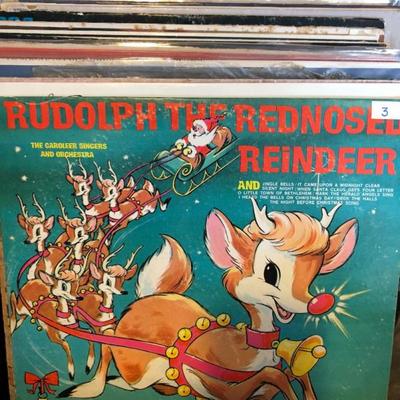 RUDOLPH THE REDNOSED
REINDEER
3
THE CAROLEER SINGERS
AND ORCHESTRA
AND JINGLE BELLS/IT CAME UPON A MIDNIGHT CLEAR
SILENT NIGHT/WHEN SANTA CLAUS GETS YOUR LETTER
O LITTLE TOWN OF BETHLEHEM/HARK THE HERALD ANGELS SING
I HEARD THE BELLS ON CHRISTMAS DAY/DECK THE HALLS
THE NIGHT BEFORE CHRISTMAS SONG